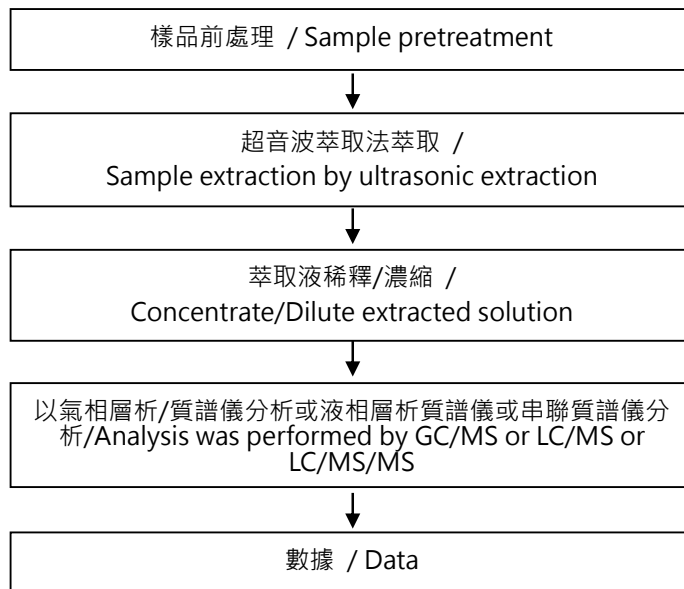 樣品前處理 / Sample pretreatment
超音波萃取法萃取 /
Sample extraction by ultrasonic extraction
萃取液稀釋/濃縮 /
Concentrate/Dilute extracted solution
以氣相層析/質譜儀分析或液相層析質譜儀或串聯質譜儀分
析/Analysis was performed by GC/MS or LC/MS or
LC/MS/MS
數據 / Data